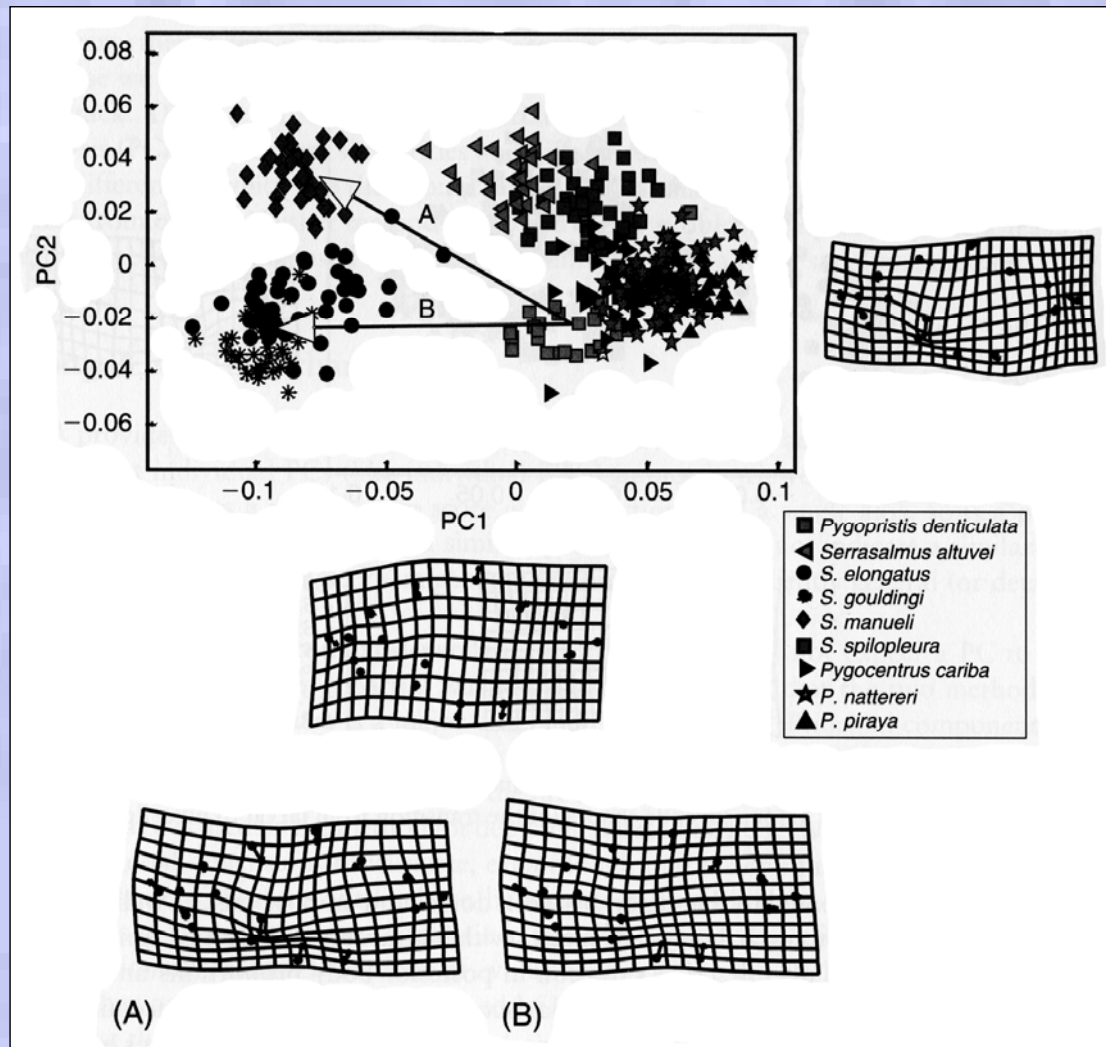 0.08
0.06
0.04
0.02
0
−0.02
−0.04
−0.06
PC2
A
B
−0.1
−0.05
0
0.05
0.1
PC1
Pygopristis denticulata
Serrasalmus altuvei
S. elongatus
S. gouldingi
S. manueli
S. spilopleura
Pygocentrus cariba
P. nattereri
P. piraya
(A)
(B)